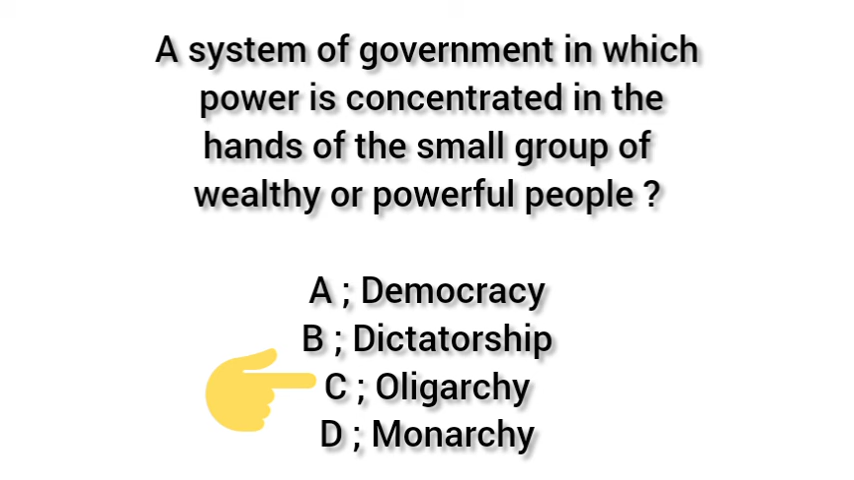 A system of government in which
power is concentrated in the
hands of the small group of
wealthy or powerful people ?
A ; Democracy
B ; Dictatorship
C ; Oligarchy
D ; Monarchy